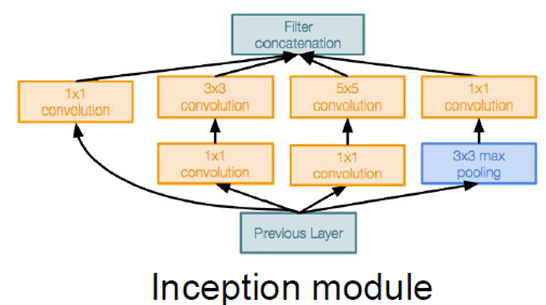 Filter
concatenation
1x1
convolution
3x3
convolution
5x5
convolution
1x1
convolution
1x1
convolution
1x1
convolution
3x3 max
pooling
Previous Layer
Inception module